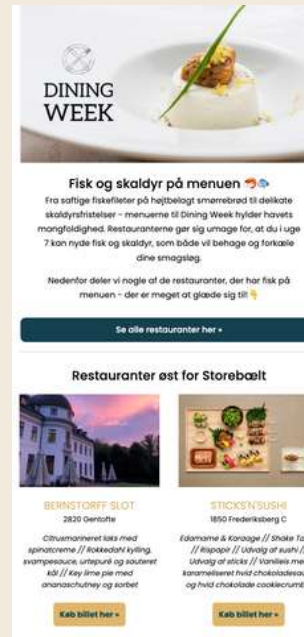 DINING
WEEK
Fisk og skaldyr på menuen 🦐🐟
Fra saftige fiskefileter på højtbelagt smørrebrød til delikate
skaldyrsfristelser – menuerne til Dining Week hylder havets
mangfoldighed. Restauranterne gør sig umage for, at du i uge
7 kan nyde fisk og skaldyr, som både vil behage og forkæle
dine smagsløg.
Nedenfor deler vi nogle af de restauranter, der har fisk på
menuen – der er meget at glæde sig til! 👇
Se alle restauranter her »
Restauranter øst for Storebælt
BERNSTORFF SLOT
2820 Gentofte
Citrusmarineret laks med
spinatcreme // Rokkedahl kylling,
svampesauce, urtepuré og sauteret
kål // Key lime pie med
ananaschutney og sorbet
Køb billet her »
STICKS'N'SUSHI
1850 Frederiksberg C
Edamame & Karaage // Shake Ta
// Rispapir // Udvalg af sushi //
Udvalg af sticks // Vanilleis me
karamelliseret hvid chokolades
og hvid chokolade cookiecrum
Køb billet her »